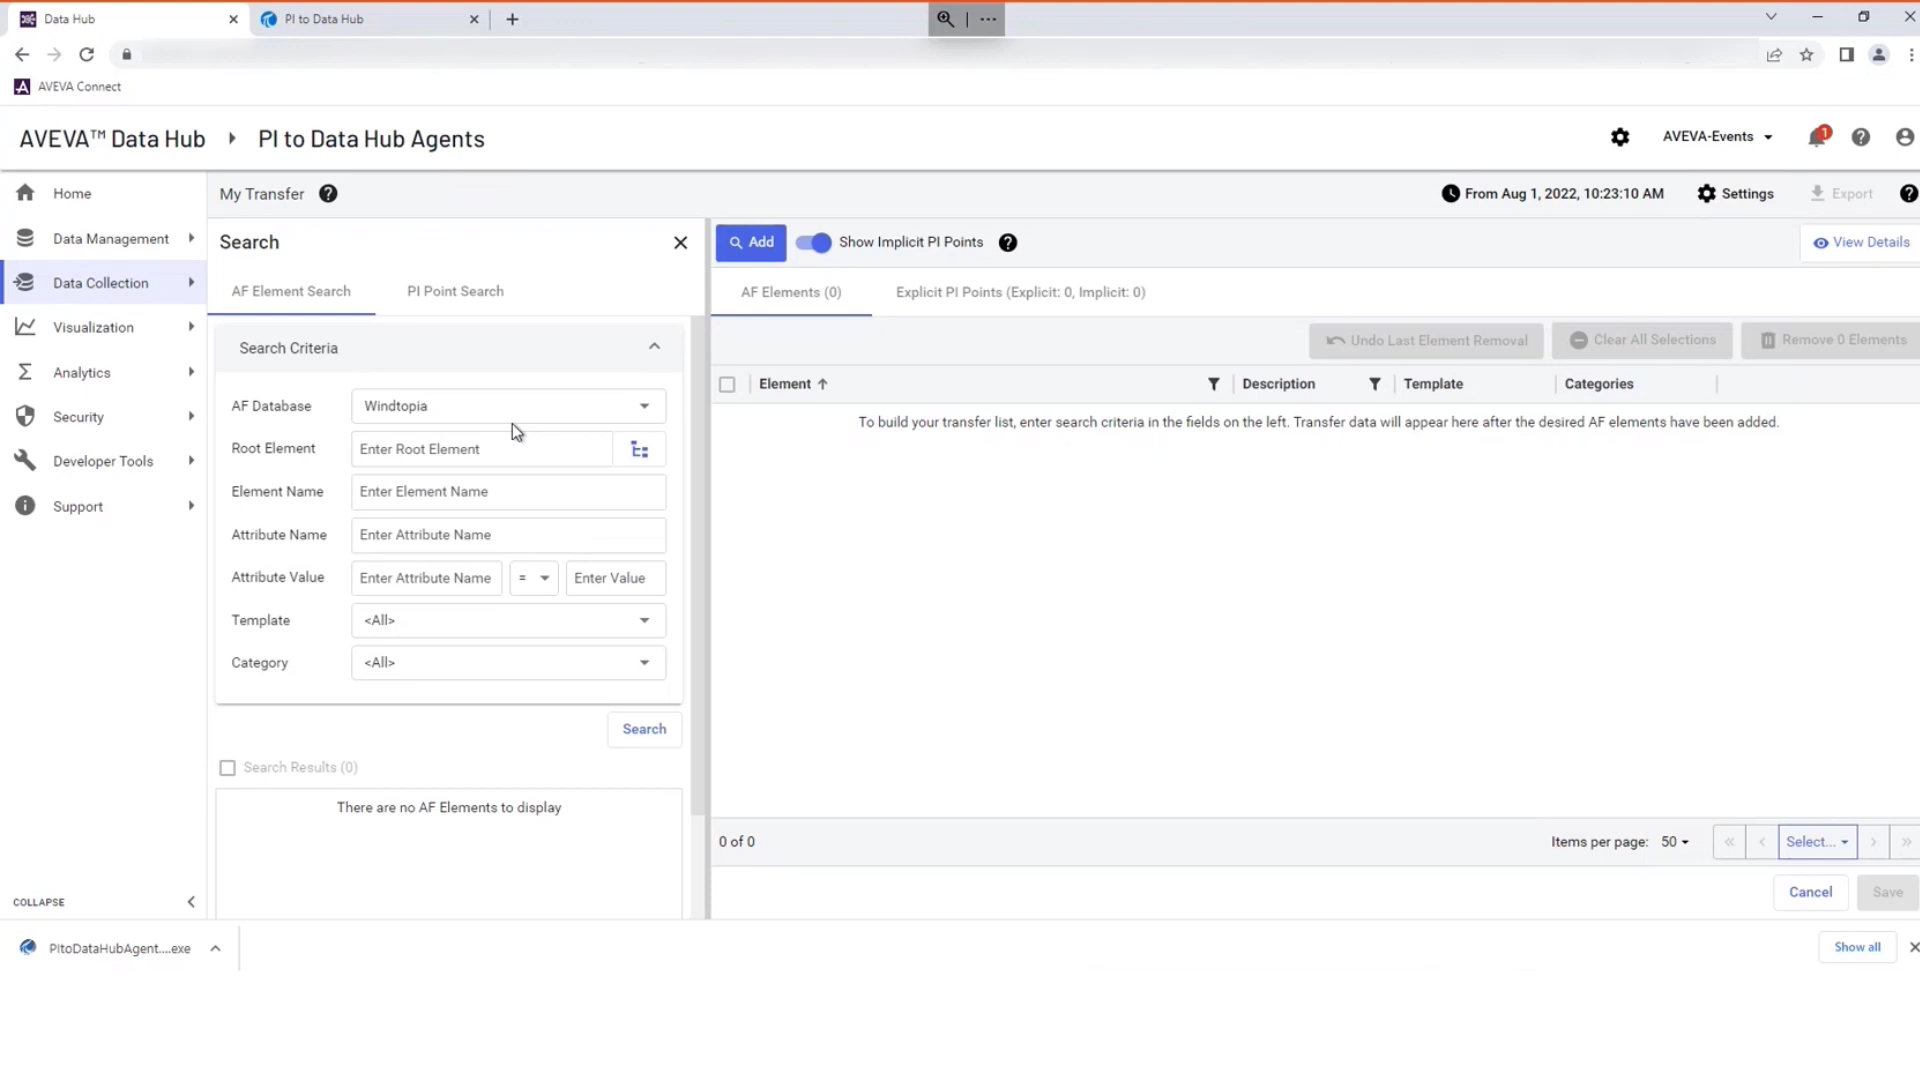 Data Hub
PI to Data Hub
AVEVA Connect
AVEVA™ Data Hub
PI to Data Hub Agents
AVEVA-Events
1
Home
Data Management
Data Collection
Visualization
Analytics
Security
Developer Tools
Support
COLLAPSE
My Transfer
From Aug 1, 2022, 10:23:10 AM
Settings
Export
Search
AF Element Search
PI Point Search
Search Criteria
AF Database
Windtopia
Root Element
Enter Root Element
Element Name
Enter Element Name
Attribute Name
Enter Attribute Name
Attribute Value
Enter Attribute Name
=
Enter Value
Template
<All>
Category
<All>
Search
Search Results (0)
There are no AF Elements to display
Add
Show Implicit PI Points
View Details
AF Elements (0)
Explicit PI Points (Explicit: 0, Implicit: 0)
Undo Last Element Removal
Clear All Selections
Remove 0 Elements
Element
Description
Template
Categories
To build your transfer list, enter search criteria in the fields on the left. Transfer data will appear here after the desired AF elements have been added.
0 of 0
Items per page: 50
Select...
Cancel
Save
PItoDataHubAgent....exe
Show all